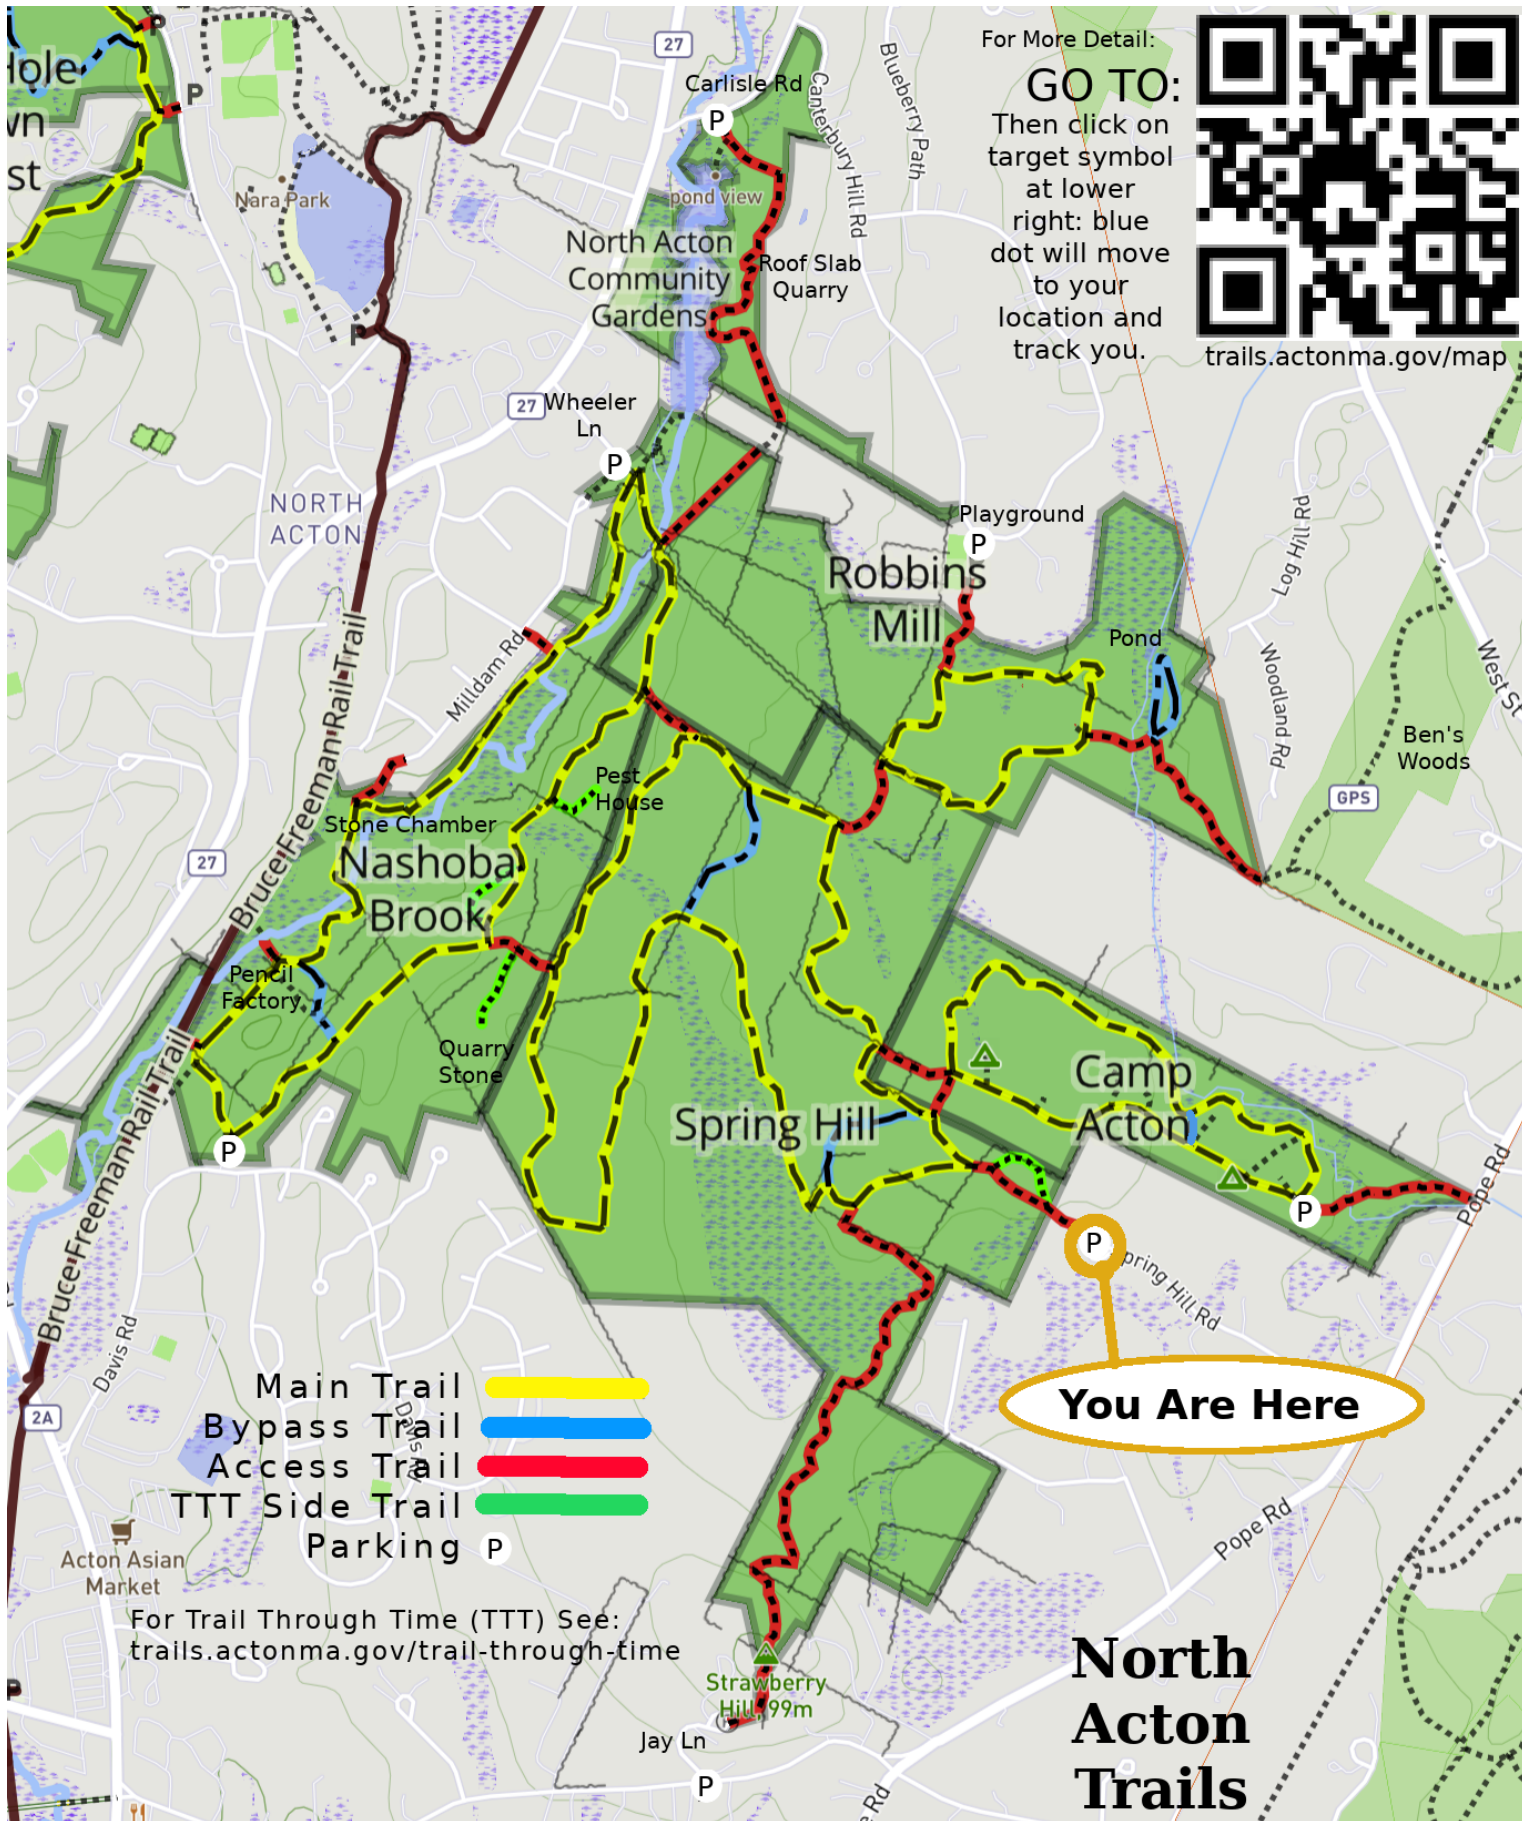 For More Detail:
GO TO:
Then click on
target symbol
at lower
right: blue
dot will move
to your
location and
track you.
trails.actonma.gov/map
Hole
wn
st
P
P
Nara Park
P
27
Carlisle Rd
P
pond view
Canterbury Hill Rd
Blueberry Path
North Acton
Community
Gardens
Roof Slab
Quarry
27
Wheeler
Ln
P
NORTH
ACTON
Playground
P
Robbins
Mill
Pond
Log Hill Rd
Woodland Rd
West St
Ben's
Woods
GPS
Milldam Rd
Bruce Freeman Rail Trail
Pest
House
Stone Chamber
27
Nashoba
Brook
Pencil
Factory
Quarry
Stone
P
Bruce Freeman Rail Trail
Spring Hill
Camp
Acton
P
Pope Rd
P
pring Hill Rd
You Are Here
Davis Rd
2A
Davis Rd
Main Trail
Bypass Trail
Access Trail
TTT Side Trail
Parking P
Acton Asian
Market
For Trail Through Time (TTT) See:
trails.actonma.gov/trail-through-time
Pope Rd
P
Strawberry
Hill, 99m
Jay Ln
P
e Rd
North
Acton
Trails